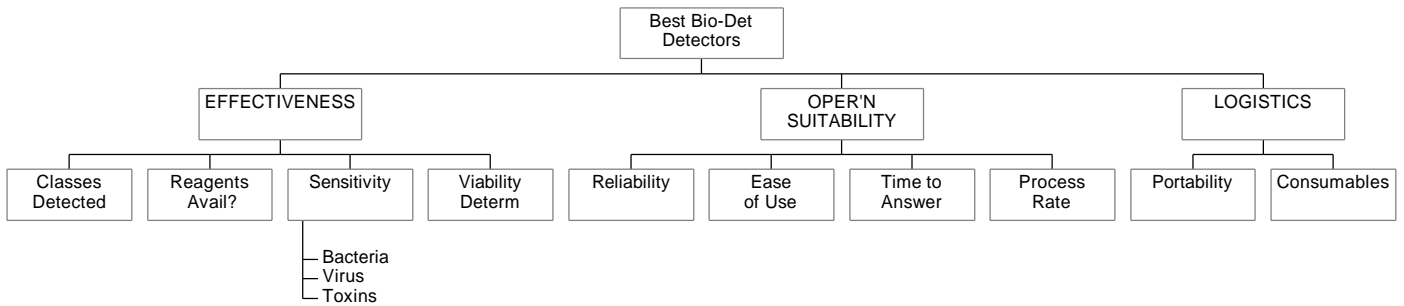 Best Bio-Det
Detectors
EFFECTIVENESS
OPER'N
SUITABILITY
LOGISTICS
Classes
Detected
Reagents
Avail?
Sensitivity
Viability
Determ
Reliability
Ease
of Use
Time to
Answer
Process
Rate
Portability
Consumables
Bacteria
Virus
Toxins